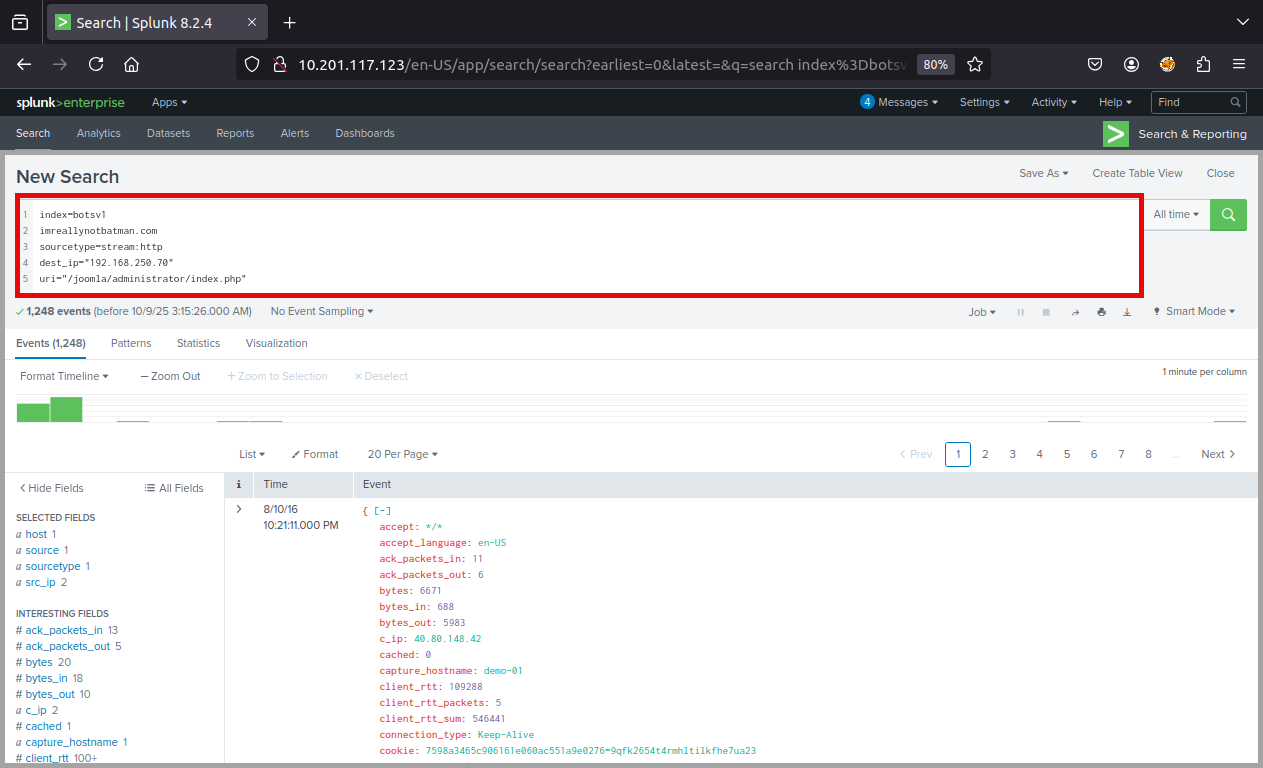 Search | Splunk 8.2.4
10.201.117.123/en-US/app/search/search?earliest=0&latest=&q=search index%3Dbotsv 80%
splunk>enterprise Apps 4 Messages Settings Activity Help Find
Search Analytics Datasets Reports Alerts Dashboards Search & Reporting
New Search Save As Create Table View Close
1 index=botsv1
2 imreallynotbatman.com
3 sourcetype=stream:http
4 dest_ip="192.168.250.70"
5 uri="/joomla/administrator/index.php"
All time
1,248 events (before 10/9/25 3:15:26.000 AM) No Event Sampling Job Smart Mode
Events (1,248) Patterns Statistics Visualization
Format Timeline — Zoom Out + Zoom to Selection × Deselect 1 minute per column
List Format 20 Per Page < Prev 1 2 3 4 5 6 7 8 ... Next >
< Hide Fields All Fields i Time Event
SELECTED FIELDS
a host 1
a source 1
a sourcetype 1
a src_ip 2
INTERESTING FIELDS
# ack_packets_in 13
# ack_packets_out 5
# bytes 20
# bytes_in 18
# bytes_out 10
a c_ip 2
# cached 1
a capture_hostname 1
# client_rtt 100+
> 8/10/16
10:21:11.000 PM
{ [-]
accept: */*
accept_language: en-US
ack_packets_in: 11
ack_packets_out: 6
bytes: 6671
bytes_in: 688
bytes_out: 5983
c_ip: 40.80.148.42
cached: 0
capture_hostname: demo-01
client_rtt: 109288
client_rtt_packets: 5
client_rtt_sum: 546441
connection_type: Keep-Alive
cookie: 7598a3465c906161e060ac551a9e0276=9qfk2654t4rmhlti1kfhe7ua23